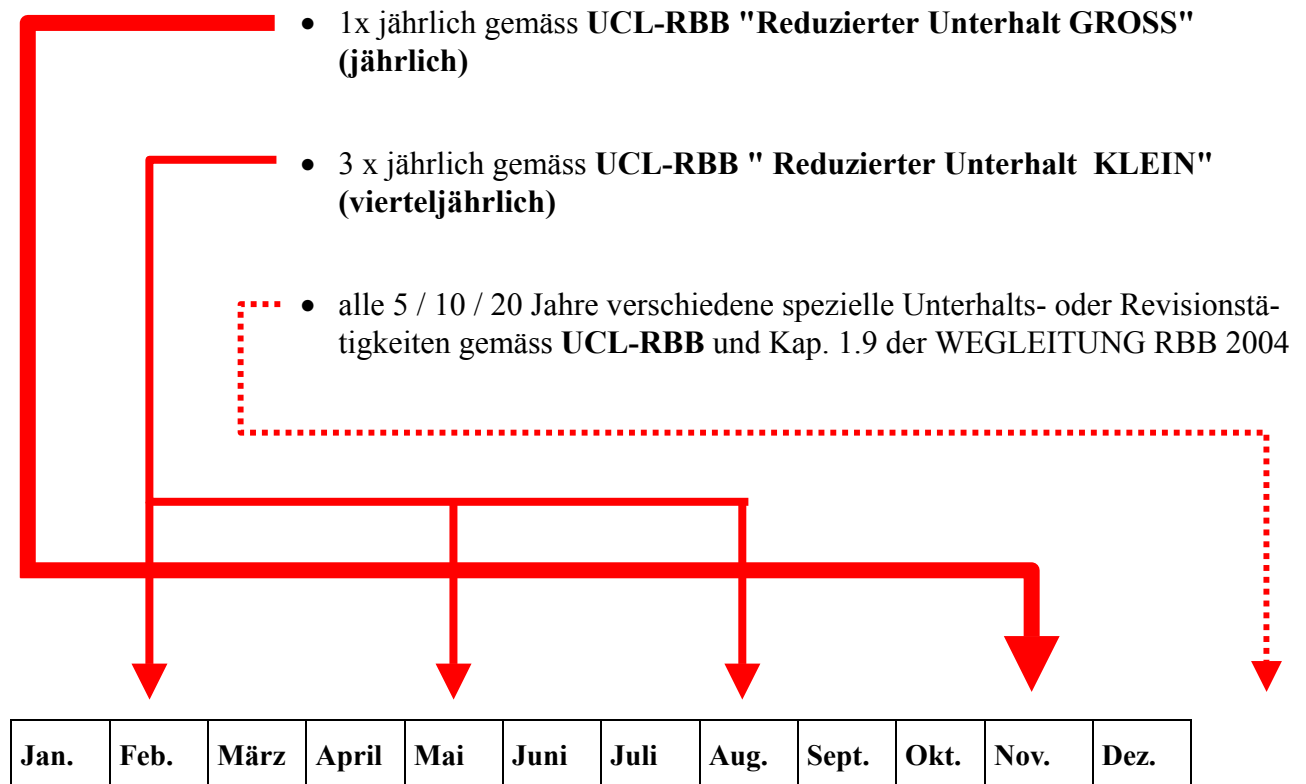 • 1x jährlich gemäss UCL-RBB "Reduzierter Unterhalt GROSS"
(jährlich)
• 3 x jährlich gemäss UCL-RBB " Reduzierter Unterhalt KLEIN"
(vierteljährlich)
• alle 5 / 10 / 20 Jahre verschiedene spezielle Unterhalts- oder Revisionstä-
tigkeiten gemäss UCL-RBB und Kap. 1.9 der WEGLEITUNG RBB 2004
Jan. Feb. März April Mai Juni Juli Aug. Sept. Okt. Nov. Dez.